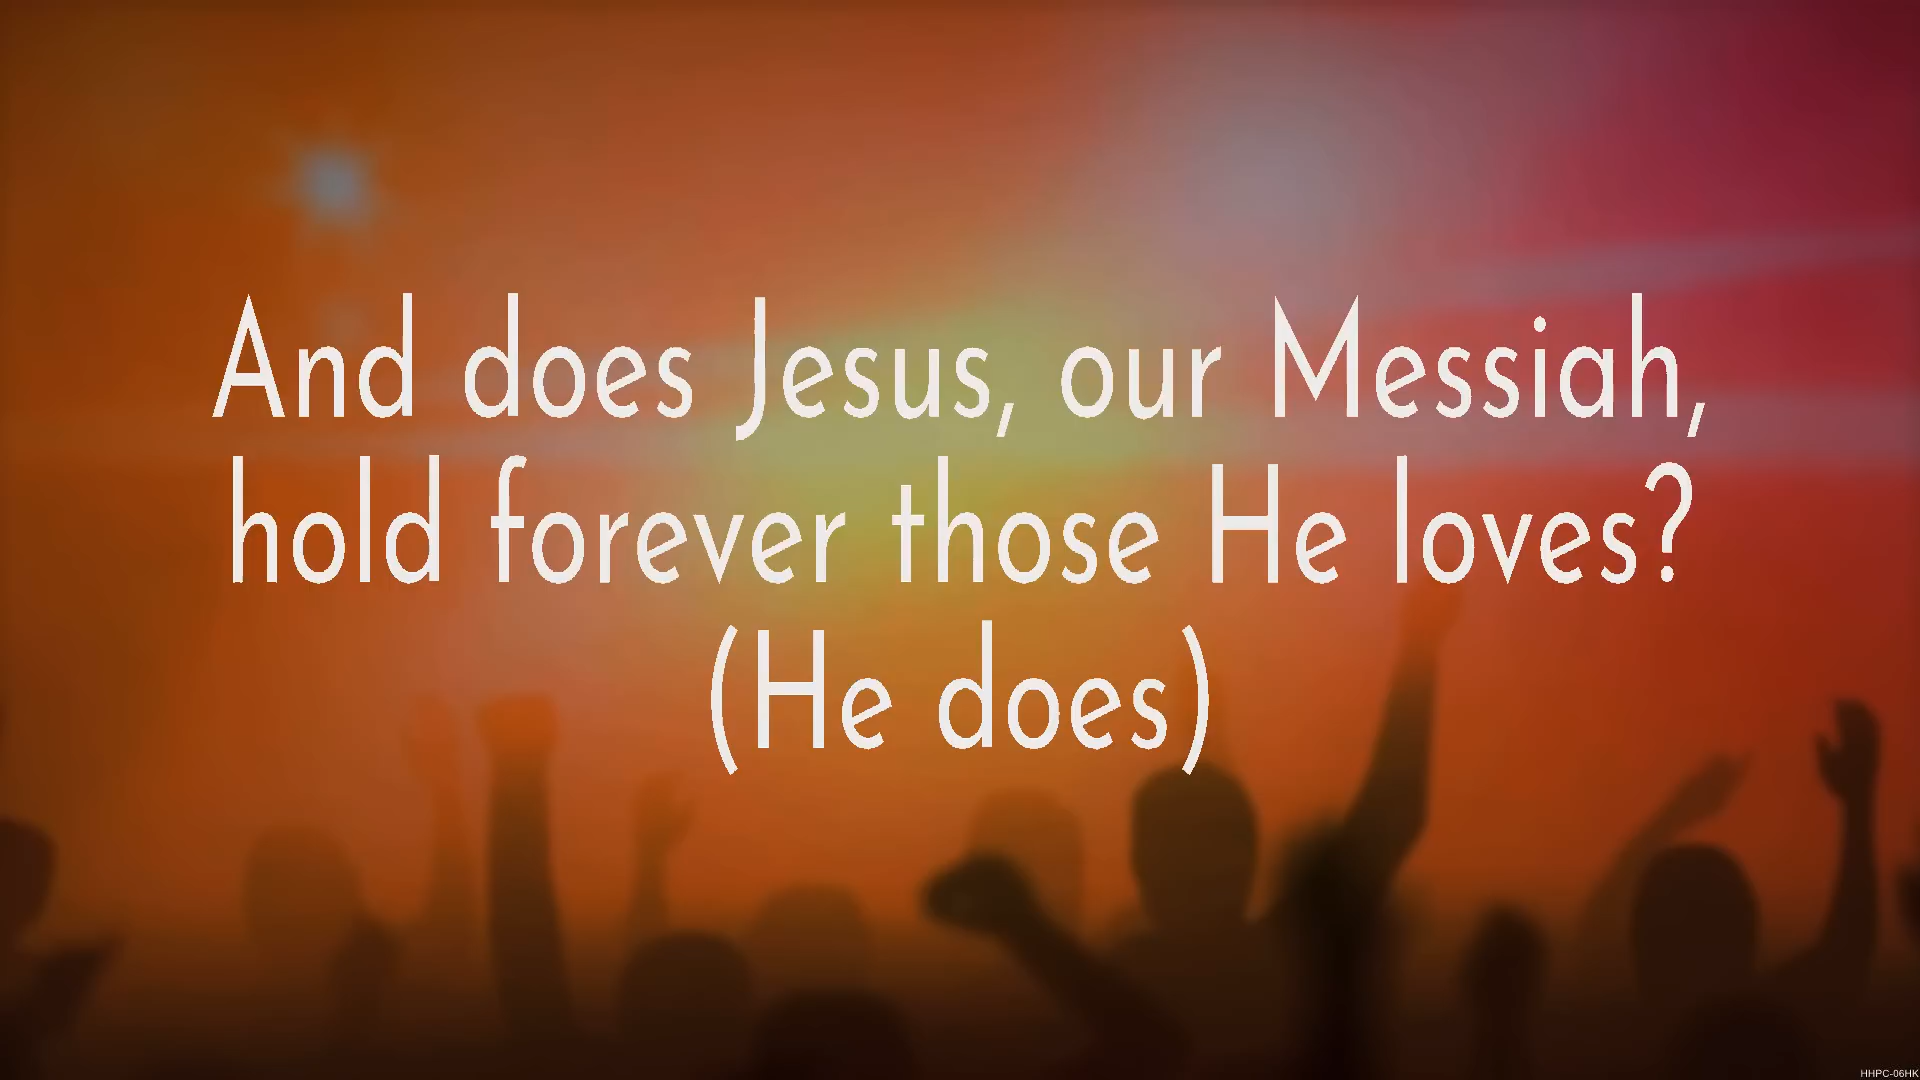 And does Jesus, our Messiah,
hold forever those He loves?
(He does)
HHPC-06HK